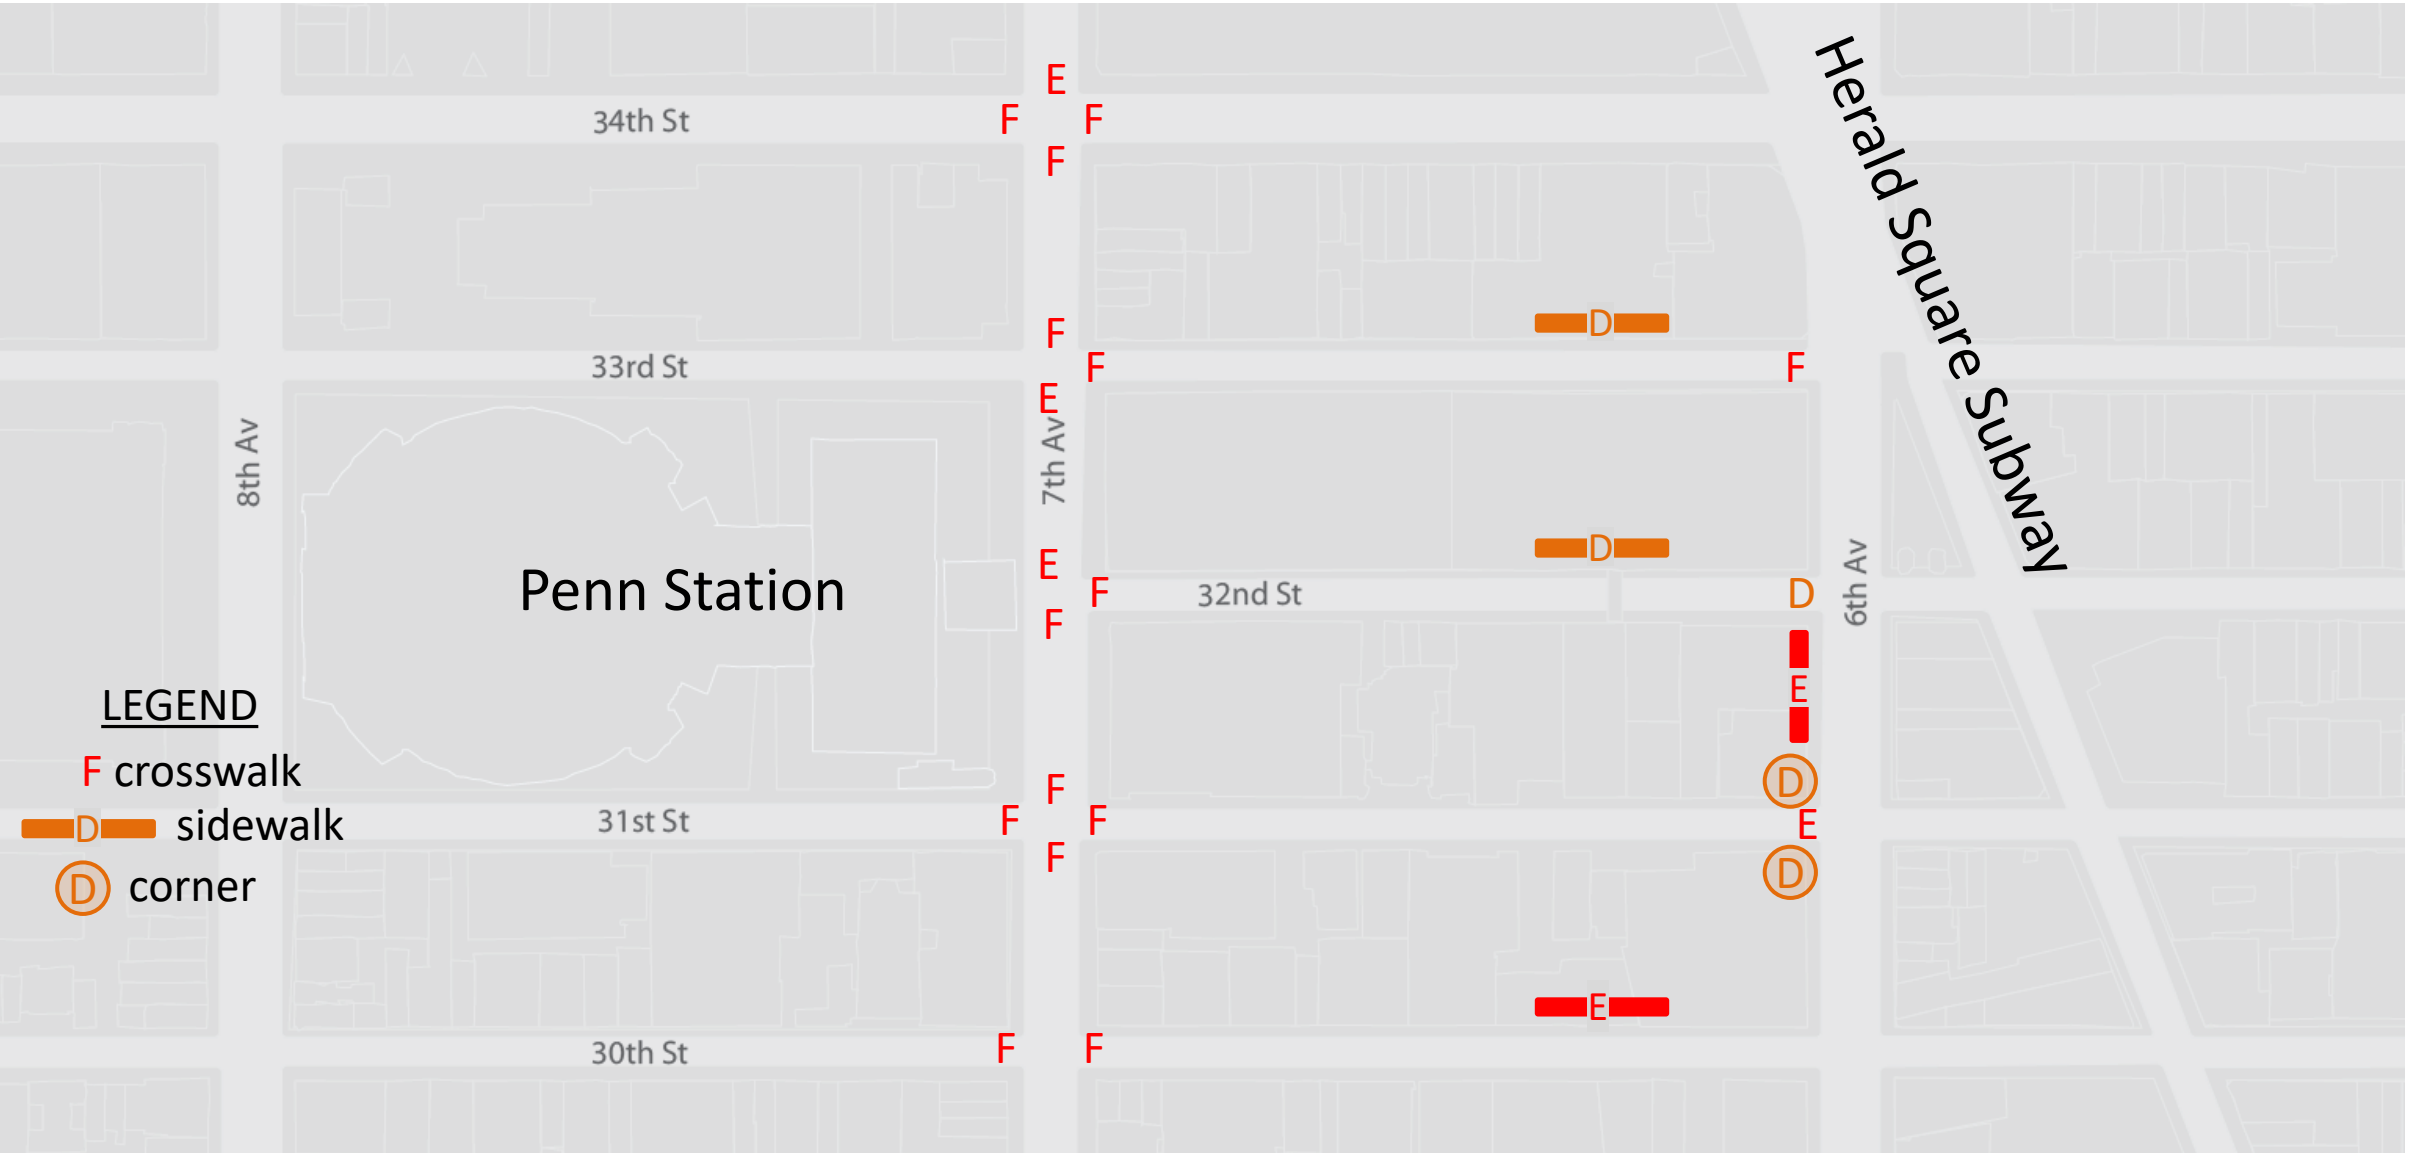 E
F
34th St
F
F
Herald Square Subway
D
F
33rd St
F
F
E
8th Av
7th Av
D
E
Penn Station
F
32nd St
D
6th Av
F
E
LEGEND
F crosswalk
F
D
D sidewalk
31st St
F
F
E
F
D
D corner
E
30th St
F
F